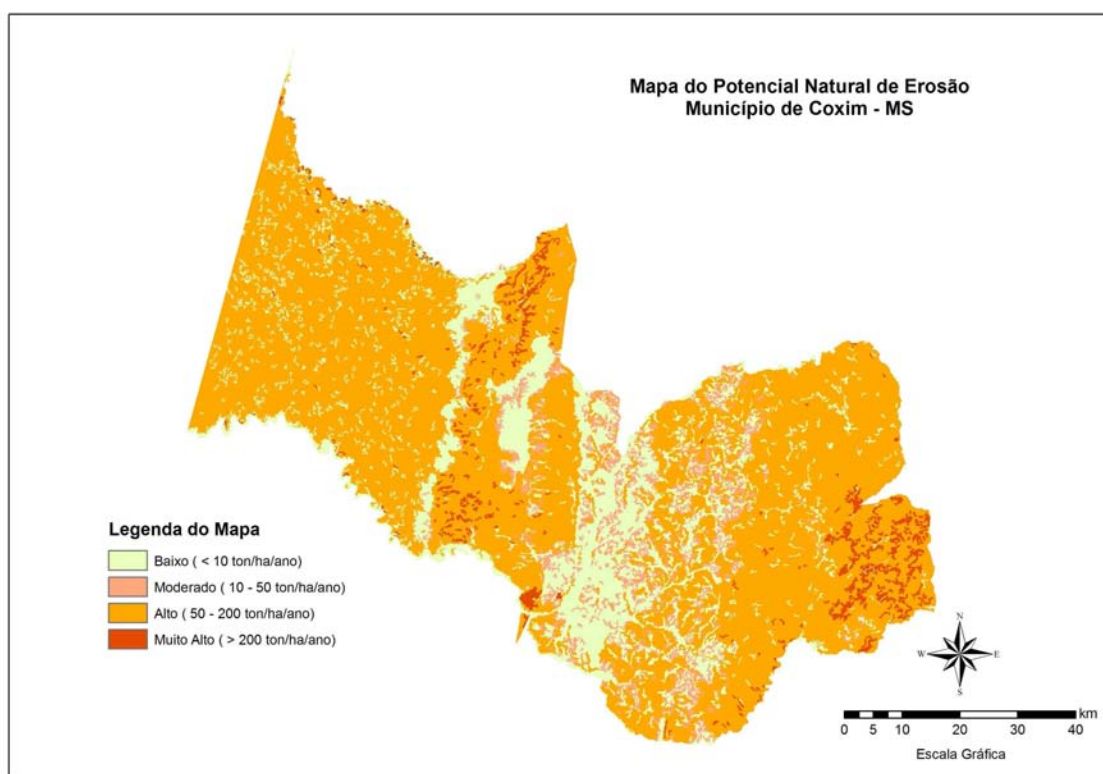 Mapa do Potencial Natural de Erosão
Município de Coxim - MS
Legenda do Mapa
Baixo ( < 10 ton/ha/ano)
Moderado ( 10 - 50 ton/ha/ano)
Alto ( 50 - 200 ton/ha/ano)
Muito Alto ( > 200 ton/ha/ano)
N
W E
S
km
0 5 10 20 30 40
Escala Gráfica